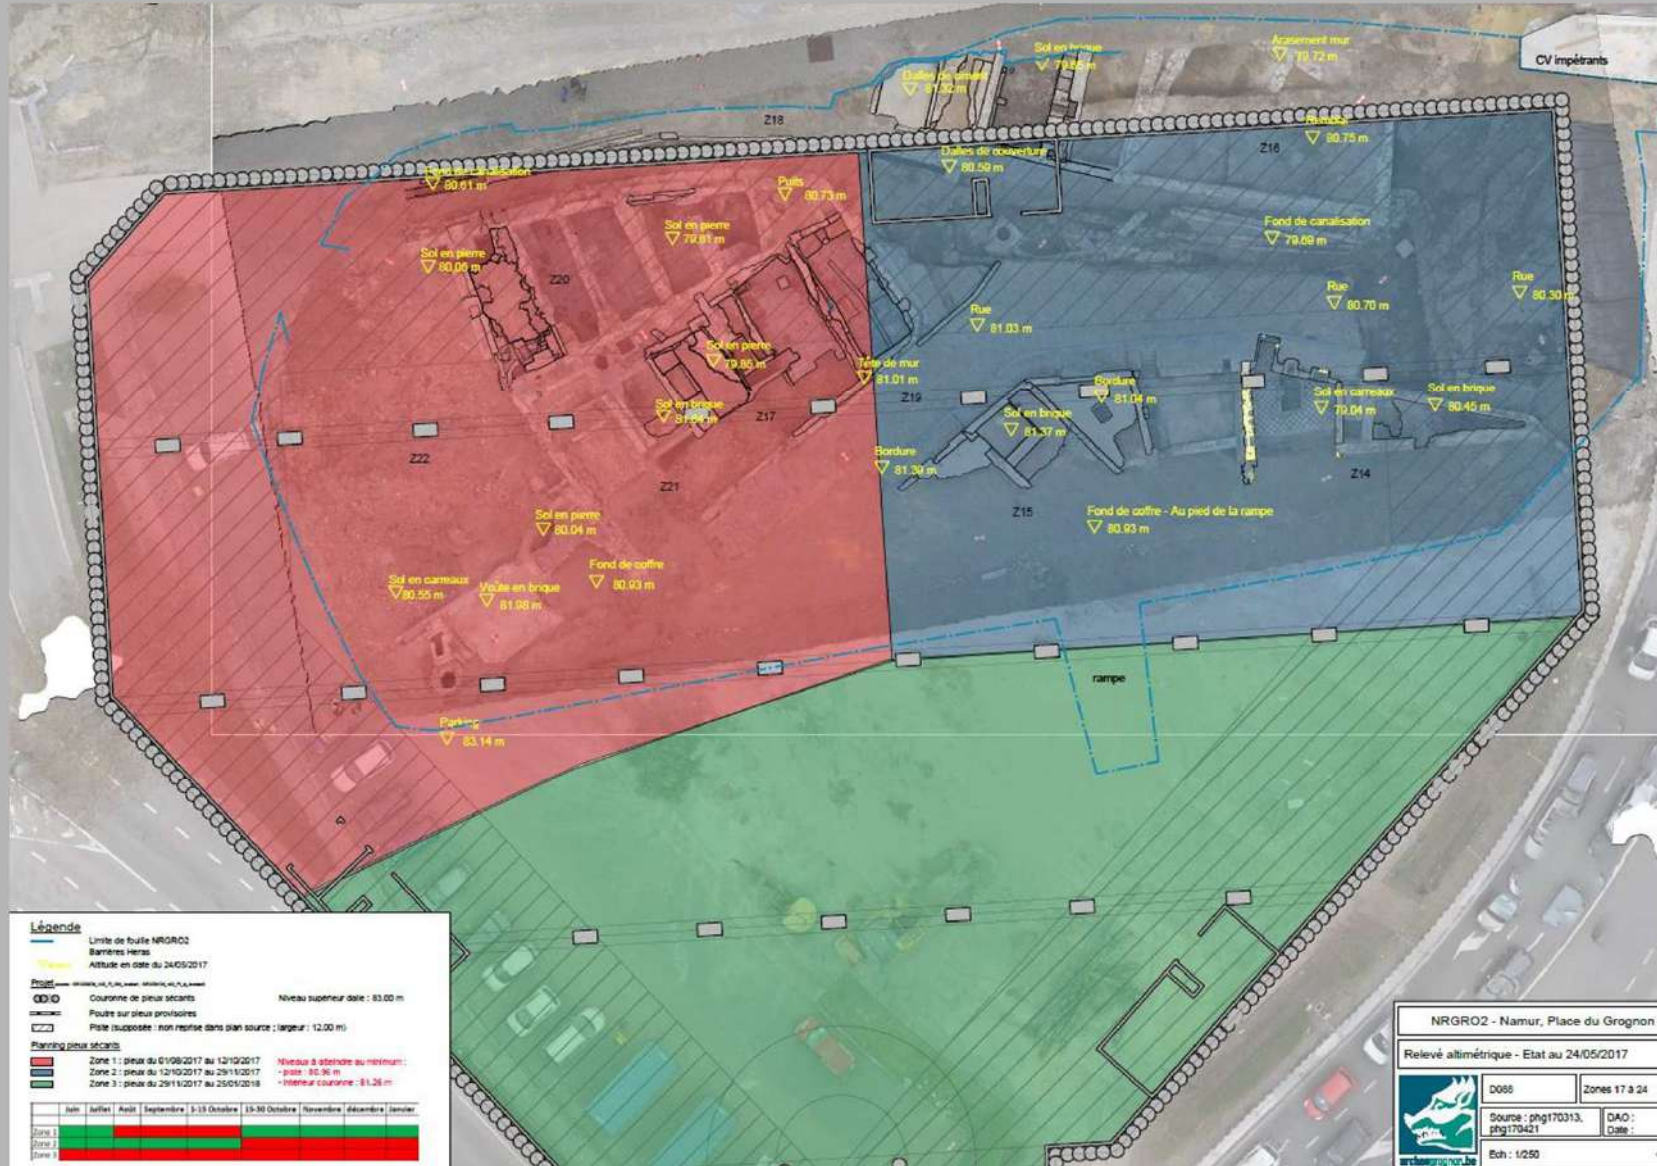 Sol en brique
79.65 m
Arasement mur
79.72 m
CV impétrants
Dalles de ciment
81.32 m
Z18
Remblai
80.75 m
Z16
Dalles de couverture
80.59 m
Fond de canalisation
80.61 m
Puits
80.73 m
Sol en pierre
79.81 m
Fond de canalisation
79.69 m
Sol en pierre
80.06 m
Z20
Rue
80.30 m
Rue
80.70 m
Rue
81.03 m
Sol en pierre
79.85 m
Tête de mur
81.01 m
Bordure
81.04 m
Sol en carreaux
79.04 m
Sol en brique
80.45 m
Sol en brique
81.64 m
Z17
Z19
Sol en brique
81.37 m
Z22
Bordure
81.39 m
Z14
Z21
Z15
Fond de coffre - Au pied de la rampe
80.93 m
Sol en pierre
80.04 m
Fond de coffre
80.93 m
Sol en carreaux
80.55 m
Voûte en brique
81.98 m
rampe
Parking
83.14 m
Légende
Limite de fouille NRGRO2
Barrières Heras
Altitude en date du 24/05/2017
Projet
Couronne de pieux sécants Niveau supérieur dalle : 83.00 m
Poutre sur pieux provisoires
Piste (supposée : non reprise dans plan source ; largeur : 12.00 m)
Planning pieux sécants
Zone 1 : pieux du 01/08/2017 au 12/10/2017 Niveaux à atteindre au minimum :
Zone 2 : pieux du 12/10/2017 au 29/11/2017 - piste : 80.96 m
Zone 3 : pieux du 29/11/2017 au 25/01/2018 - Intérieur couronne : 81.26 m
Juin Juillet Août Septembre 1-15 Octobre 15-30 Octobre Novembre décembre Janvier
Zone 1
Zone 2
Zone 3
NRGRO2 - Namur, Place du Grognon
Relevé altimétrique - Etat au 24/05/2017
D066 Zones 17 à 24
Source : phg170313, phg170421
DAO :
Date :
Ech : 1/250
archeogrognon.be